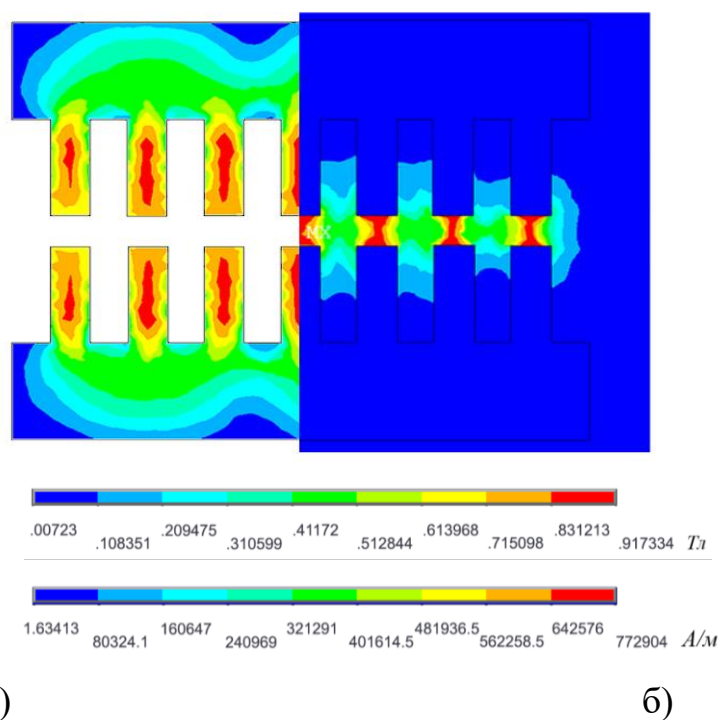 MX
.00723 .209475 .41172 .613968 .831213
.108351 .310599 .512844 .715098 .917334 Тл
1.63413 160647 321291 481936.5 642576
80324.1 240969 401614.5 562258.5 772904 А/м
) б)